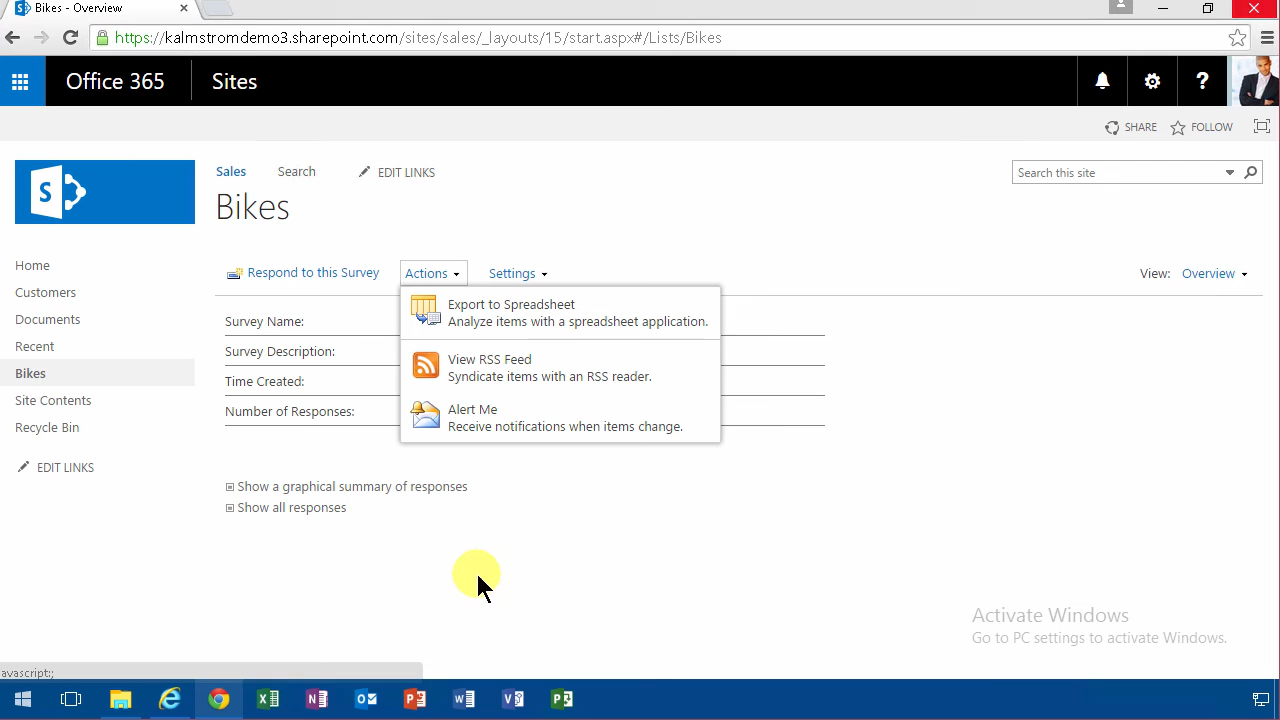 Bikes - Overview
https://kalmstromdemo3.sharepoint.com/sites/sales/_layouts/15/start.aspx#/Lists/Bikes
Office 365 Sites
SHARE FOLLOW
Sales Search EDIT LINKS
Search this site
Bikes
Home
Customers
Documents
Recent
Bikes
Site Contents
Recycle Bin
EDIT LINKS
Respond to this Survey Actions Settings
View: Overview
Survey Name:
Survey Description:
Time Created:
Number of Responses:
Export to Spreadsheet
Analyze items with a spreadsheet application.
View RSS Feed
Syndicate items with an RSS reader.
Alert Me
Receive notifications when items change.
Show a graphical summary of responses
Show all responses
Activate Windows
Go to PC settings to activate Windows.
avascript:;